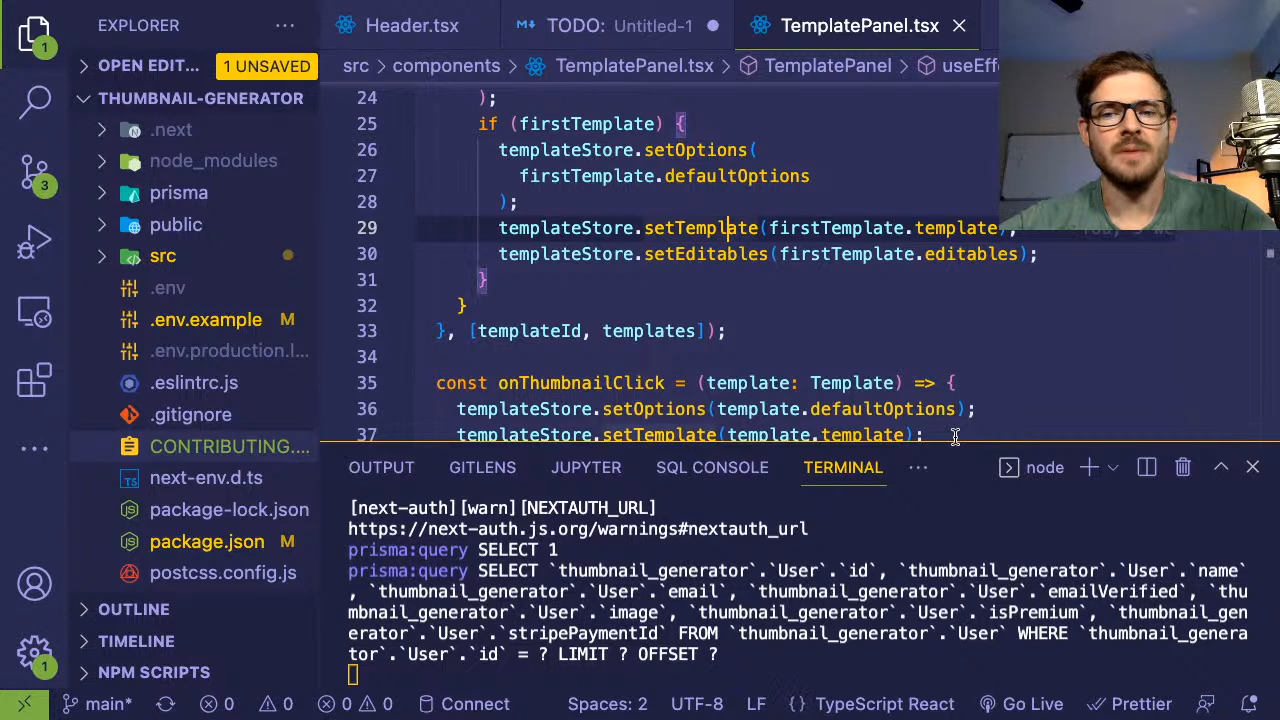 EXPLORER
Header.tsx
TODO: Untitled-1
TemplatePanel.tsx
OPEN EDIT...
1 UNSAVED
src > components > TemplatePanel.tsx > TemplatePanel > useEffe
THUMBNAIL-GENERATOR
.next
node_modules
prisma
public
src
.env
.env.example M
.env.production.l...
.eslintrc.js
.gitignore
CONTRIBUTING....
next-env.d.ts
package-lock.json
package.json M
postcss.config.js
OUTLINE
TIMELINE
NPM SCRIPTS
1
3
1
24 );
25 if (firstTemplate) {
26 templateStore.setOptions(
27 firstTemplate.defaultOptions
28 );
29 templateStore.setTemplate(firstTemplate.template);
30 templateStore.setEditables(firstTemplate.editables);
31 }
32 }
33 }, [templateId, templates]);
34
35 const onThumbnailClick = (template: Template) => {
36 templateStore.setOptions(template.defaultOptions);
37 templateStore.setTemplate(template.template);
OUTPUT GITLENS JUPYTER SQL CONSOLE TERMINAL ... node
[next-auth][warn][NEXTAUTH_URL]
https://next-auth.js.org/warnings#nextauth_url
prisma:query SELECT 1
prisma:query SELECT `thumbnail_generator`.`User`.`id`, `thumbnail_generator`.`User`.`name`
, `thumbnail_generator`.`User`.`email`, `thumbnail_generator`.`User`.`emailVerified`, `thu
mbnail_generator`.`User`.`image`, `thumbnail_generator`.`User`.`isPremium`, `thumbnail_gen
erator`.`User`.`stripePaymentId` FROM `thumbnail_generator`.`User` WHERE `thumbnail_genera
tor`.`User`.`id` = ? LIMIT ? OFFSET ?
main* 0 0 0 Connect Spaces: 2 UTF-8 LF {} TypeScript React Go Live Prettier